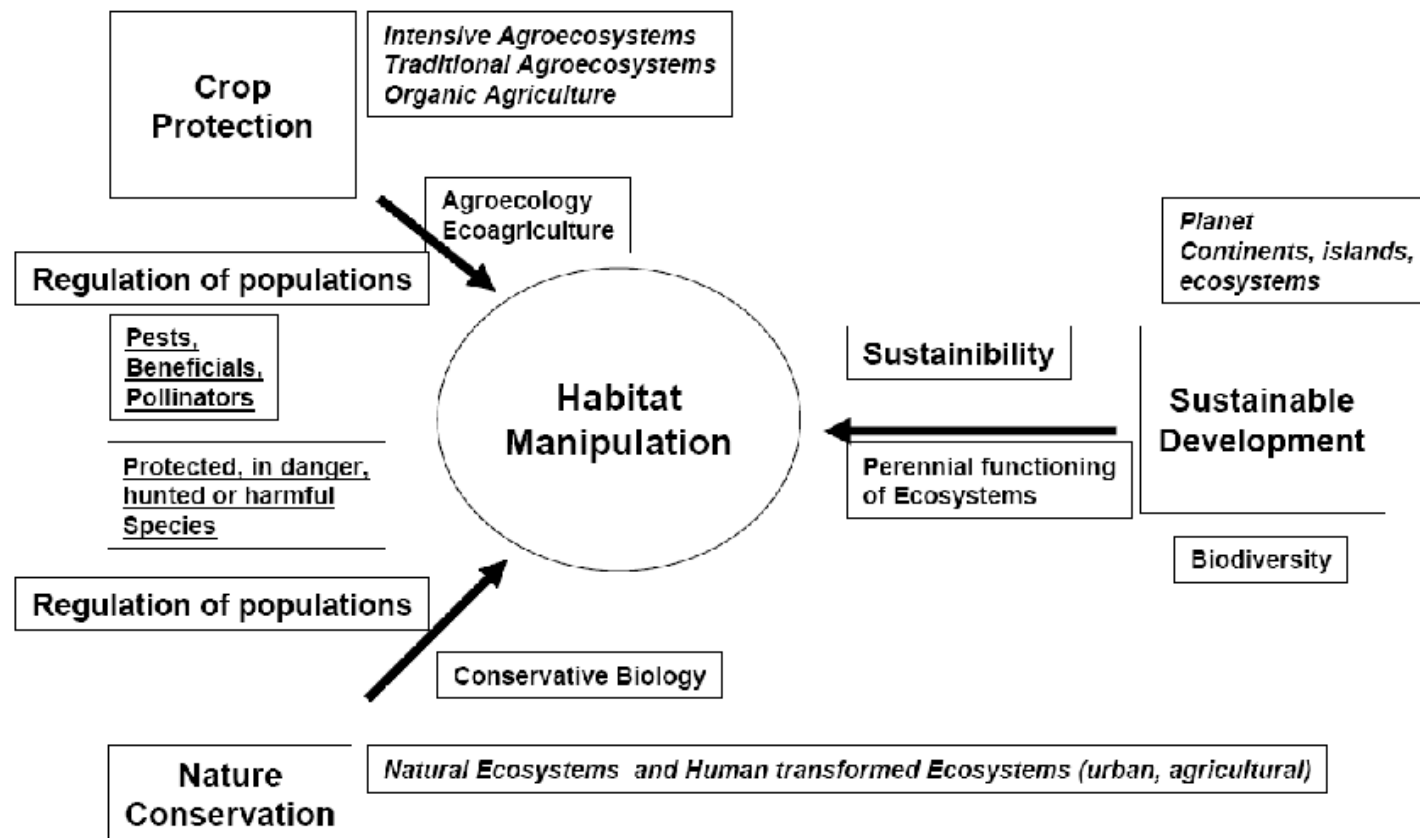 Crop
Protection
Intensive Agroecosystems
Traditional Agroecosystems
Organic Agriculture
Agroecology
Ecoagriculture
Regulation of populations
Pests,
Beneficials,
Pollinators
Protected, in danger,
hunted or harmful
Species
Regulation of populations
Habitat
Manipulation
Planet
Continents, islands,
ecosystems
Sustainibility
Sustainable
Development
Perennial functioning
of Ecosystems
Biodiversity
Conservative Biology
Nature
Conservation
Natural Ecosystems and Human transformed Ecosystems (urban, agricultural)